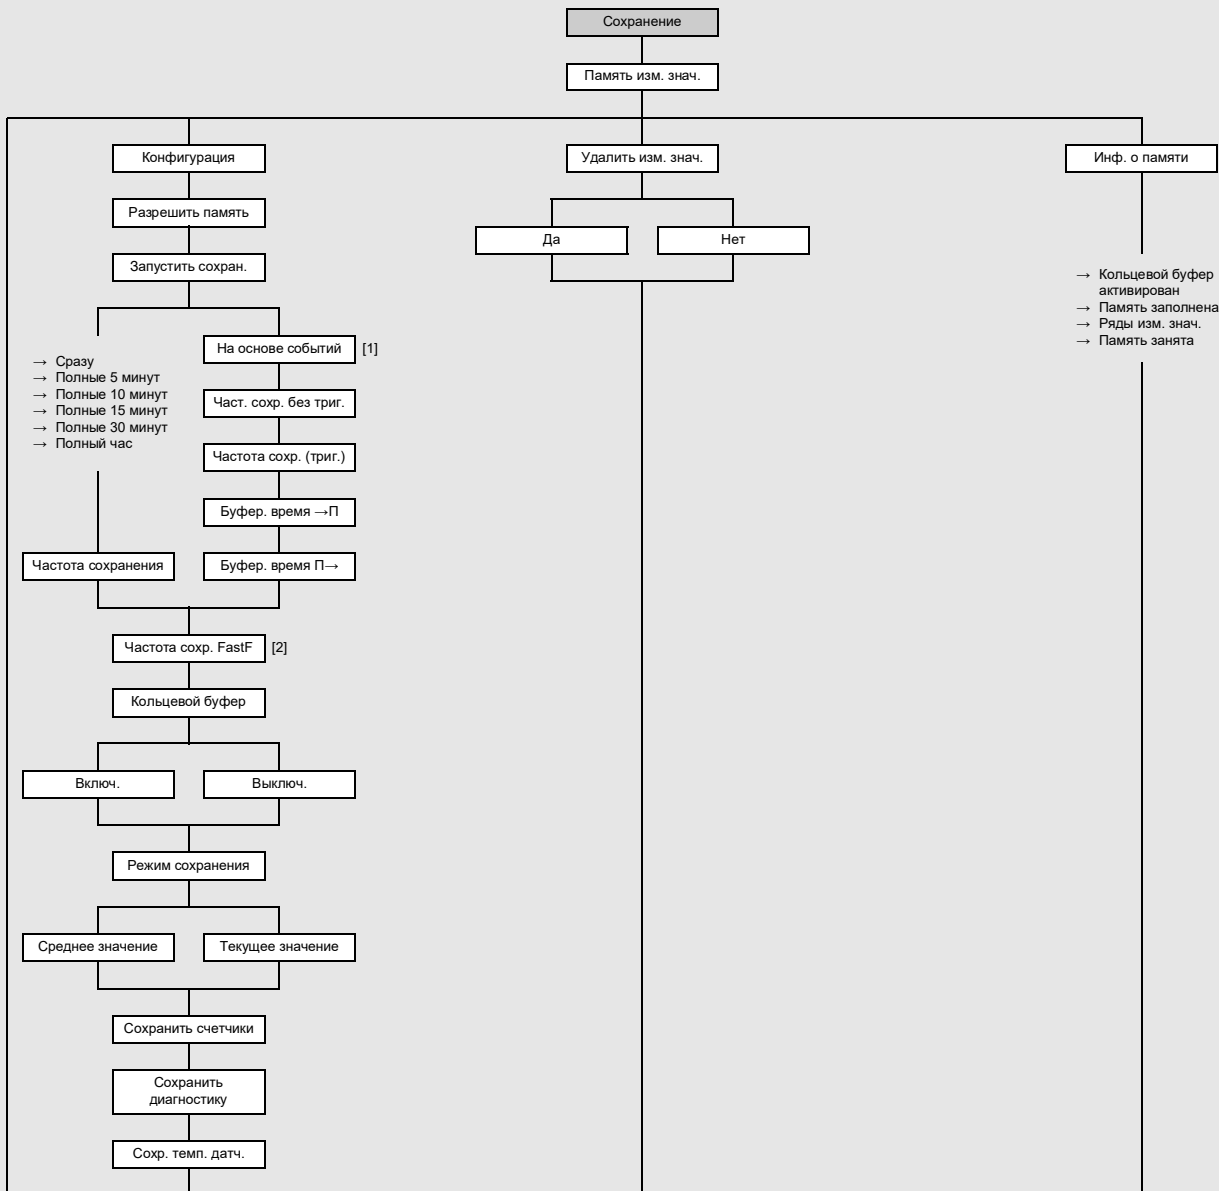 Сохранение
Память изм. знач.
Конфигурация
Удалить изм. знач.
Инф. о памяти
Разрешить память
Да
Нет
Запустить сохран.
→ Кольцевой буфер
активирован
→ Память заполнена
→ Ряды изм. знач.
→ Память занята
→ Сразу
→ Полные 5 минут
→ Полные 10 минут
→ Полные 15 минут
→ Полные 30 минут
→ Полный час
На основе событий [1]
Част. сохр. без триг.
Частота сохр. (триг.)
Буфер. время →П
Частота сохранения
Буфер. время П→
Частота сохр. FastF [2]
Кольцевой буфер
Включ.
Выключ.
Режим сохранения
Среднее значение
Текущее значение
Сохранить счетчики
Сохранить
диагностику
Сохр. темп. датч.